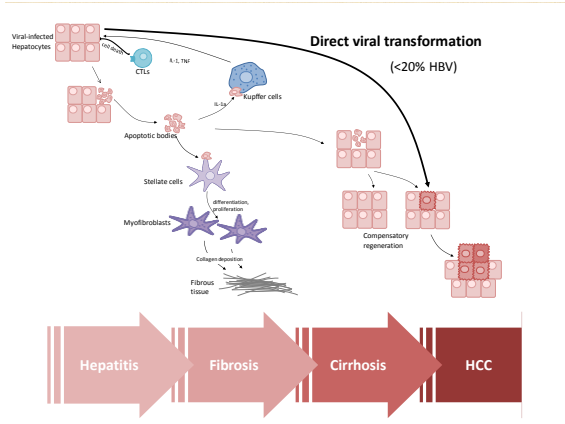 Direct viral transformation
(<20% HBV)
Viral-infected
Hepatocytes
cell death
CTLs
IL-1, TNF
Kupffer cells
IL-1α
Apoptotic bodies
Stellate cells
differentiation,
proliferation
Myofibroblasts
Collagen deposition
Fibrous
tissue
Compensatory
regeneration
Hepatitis
Fibrosis
Cirrhosis
HCC